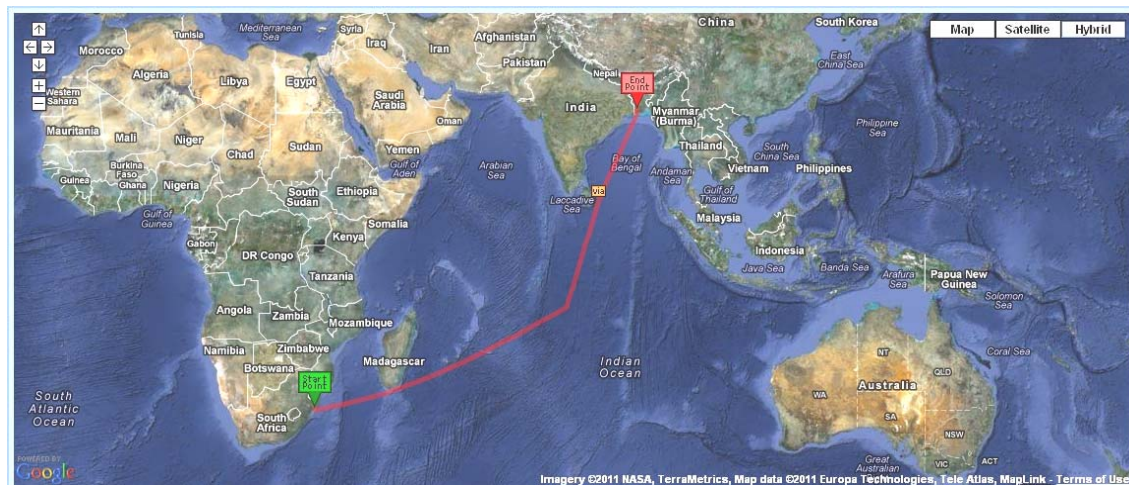 Mediterranean
Sea
Tunisia
Morocco
Algeria
Libya
Egypt
Western
Sahara
Mauritania
Mali
Niger
Chad
Sudan
Burkina
Faso
Guinea
Ghana
Nigeria
Gulf of
Guinea
South
Sudan
Ethiopia
Somalia
Gabon
DR Congo
Kenya
Tanzania
Angola
Zambia
Mozambique
Namibia
Zimbabwe
Botswana
Madagascar
Start
Point
South
Africa
South
Atlantic
Ocean
Syria
Iraq
Iran
Afghanistan
Pakistan
Saudi
Arabia
Oman
Yemen
Gulf of
Aden
Arabian
Sea
Nepal
India
End
Point
China
South Korea
East
China Sea
Myanmar
(Burma)
Thailand
Bay of
Bengal
Andaman
Sea
via
Laccadive
Sea
Vietnam
South
China Sea
Gulf of
Thailand
Philippines
Philippine
Sea
Malaysia
Indonesia
Java Sea
Banda Sea
Arafura
Sea
Papua New
Guinea
Solomon
Sea
Coral Sea
Indian
Ocean
Australia
NT
QLD
WA
SA
NSW
VIC
ACT
Great
Australian
Map
Satellite
Hybrid
POWERED BY
Google
Imagery ©2011 NASA, TerraMetrics, Map data ©2011 Europa Technologies, Tele Atlas, MapLink - Terms of Use